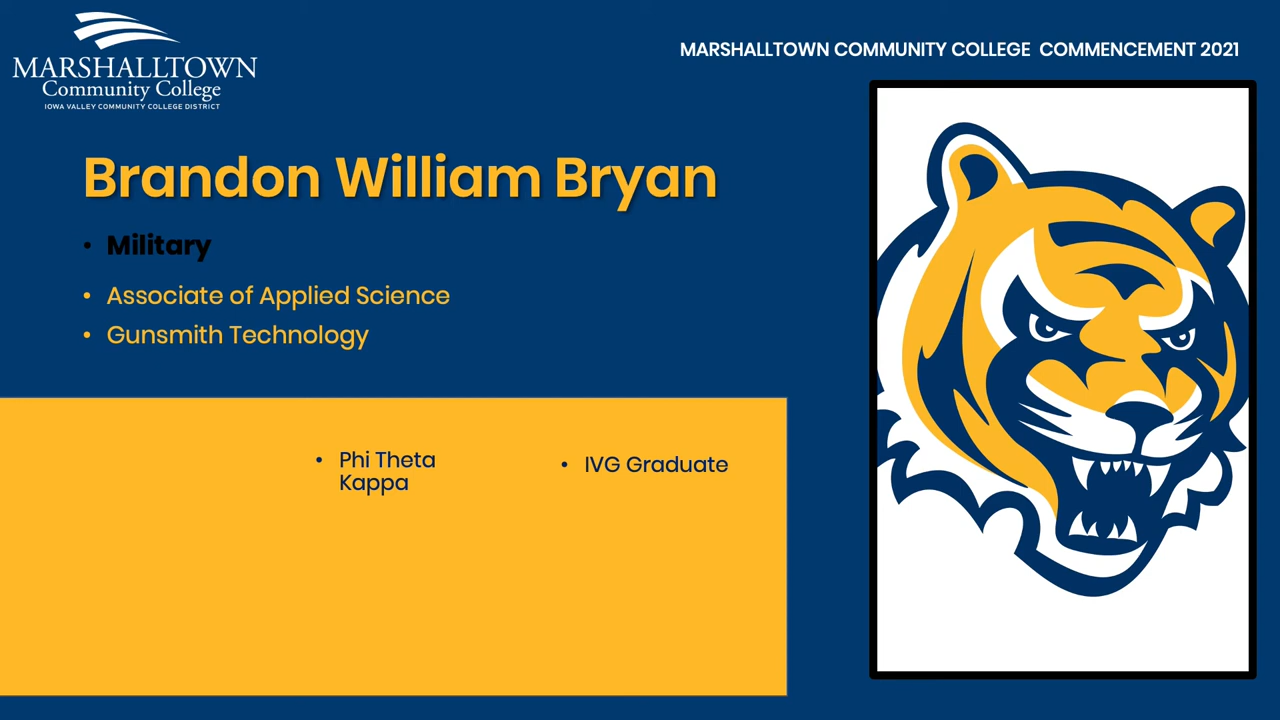 MARSHALLTOWN
Community College
IOWA VALLEY COMMUNITY COLLEGE DISTRICT
MARSHALLTOWN COMMUNITY COLLEGE  COMMENCEMENT 2021
Brandon William Bryan
• Military
• Associate of Applied Science
• Gunsmith Technology
• Phi Theta
Kappa
• IVG Graduate